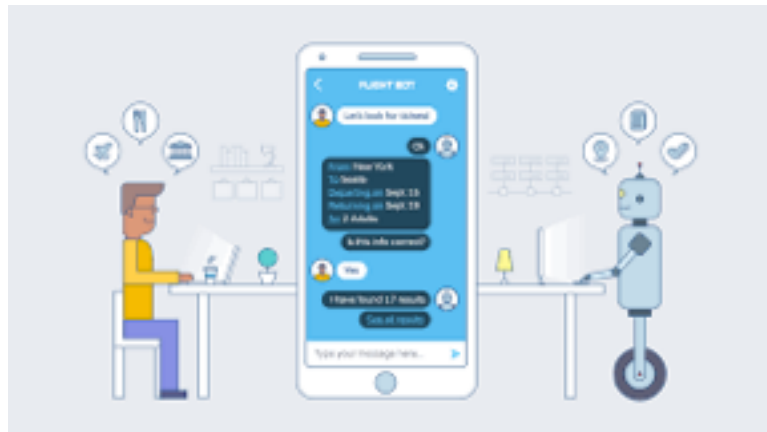 FLIGHT BOT
Let's look for tickets!
Ok
From New York
To Seattle
Departing on Sept. 15
Returning on Sept. 19
for 2 Adults
Is this info correct?
Yes
I have found 17 results
See all results
Type your message here...